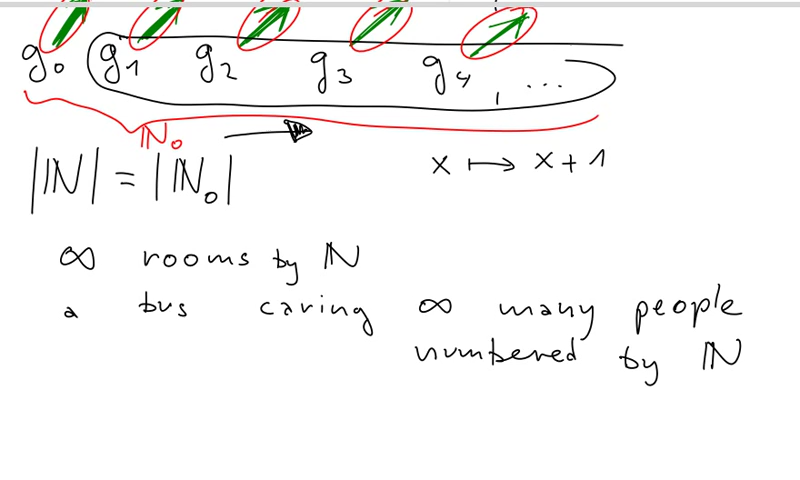 g₀ g₁ g₂ g₃ g₄, ...
ℕ₀
|ℕ| = |ℕ₀| x ↦ x + 1
∞ rooms by ℕ
a bus caring ∞ many people
numbered by ℕ